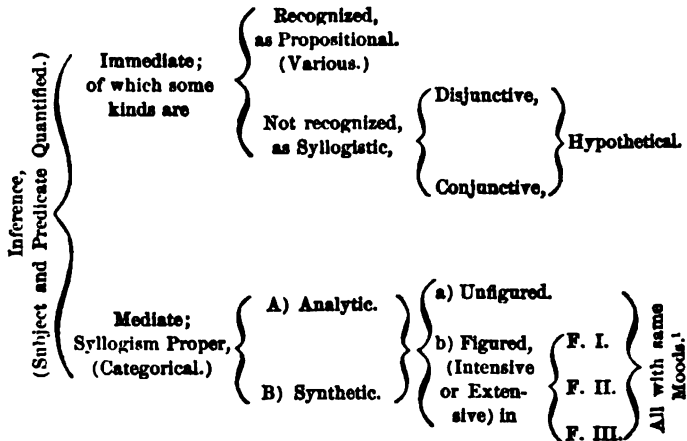 Inference,
(Subject and Predicate Quantified.)
Immediate;
of which some
kinds are
Recognized,
as Propositional.
(Various.)
Not recognized,
as Syllogistic,
Disjunctive,
Conjunctive,
Hypothetical.
Mediate;
Syllogism Proper,
(Categorical.)
A) Analytic.
B) Synthetic.
a) Unfigured.
b) Figured,
(Intensive
or Exten-
sive) in
F. I.
F. II.
F. III.
All with same
Moods.¹